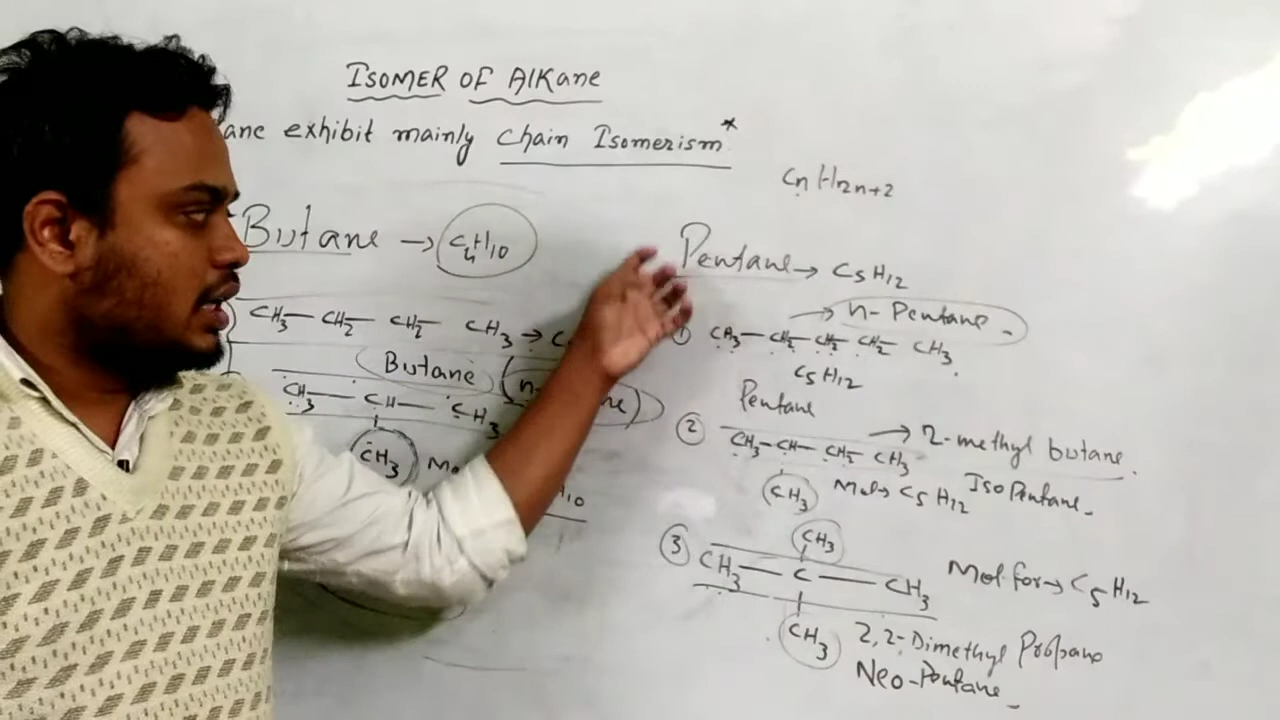 ISOMER OF AlKane
ane exhibit mainly Chain Isomerism*
CnH2n+2
Butane → C4H10
CH3—CH2—CH2 CH3 →
Butane
CH3—CH—CH3
CH3
Pentane → C5H12
→ n-Pentane
① CH3—CH2—CH2—CH2 CH3
C5H12
Pentane
② CH3—CH—CH2—CH3 → 2-methyl butane
CH3 Mol→ C5H12 IsoPentane
CH3
③ CH3—C—CH3 Mol.for→ C5H12
CH3 2,2-Dimethyl Propane
Neo-Pentane